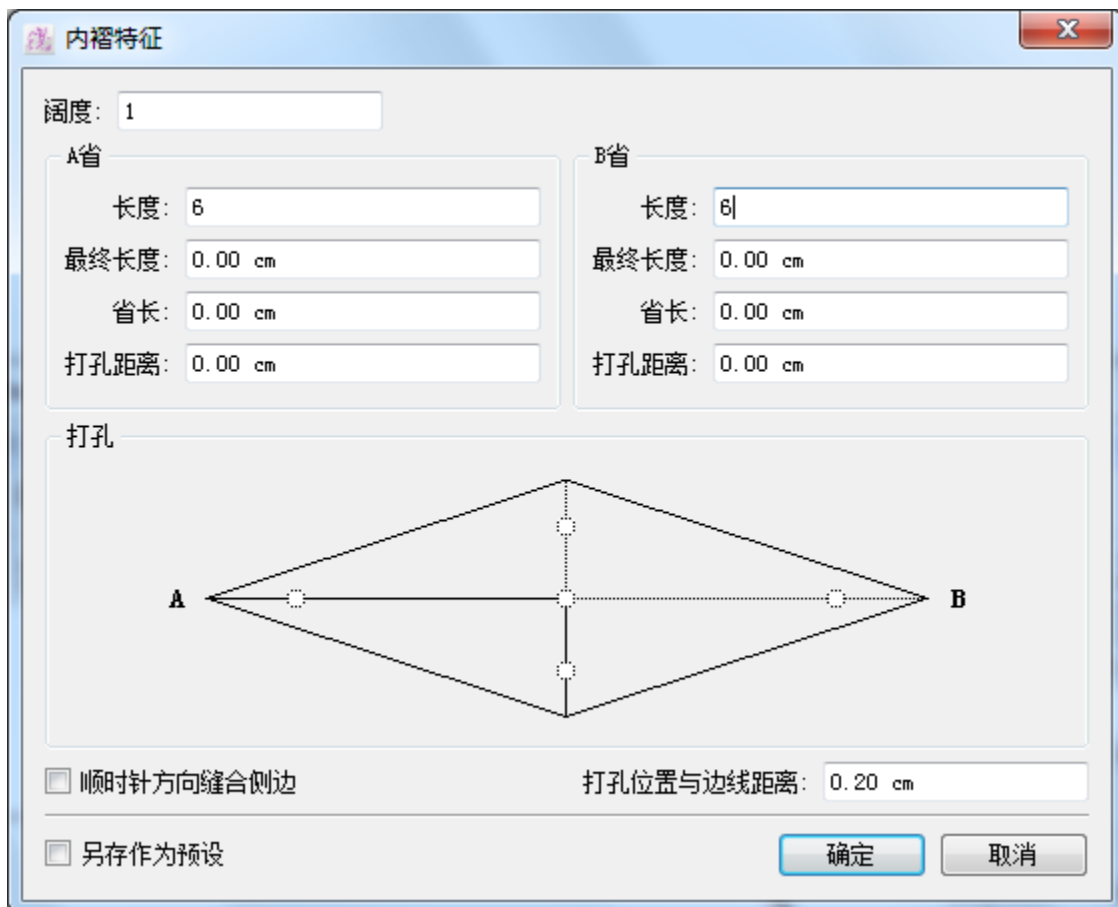 内褶特征
阔度: 1
A省
长度: 6
最终长度: 0.00 cm
省长: 0.00 cm
打孔距离: 0.00 cm
B省
长度: 6
最终长度: 0.00 cm
省长: 0.00 cm
打孔距离: 0.00 cm
打孔
A
B
顺时针方向缝合侧边
打孔位置与边线距离: 0.20 cm
另存作为预设
确定
取消